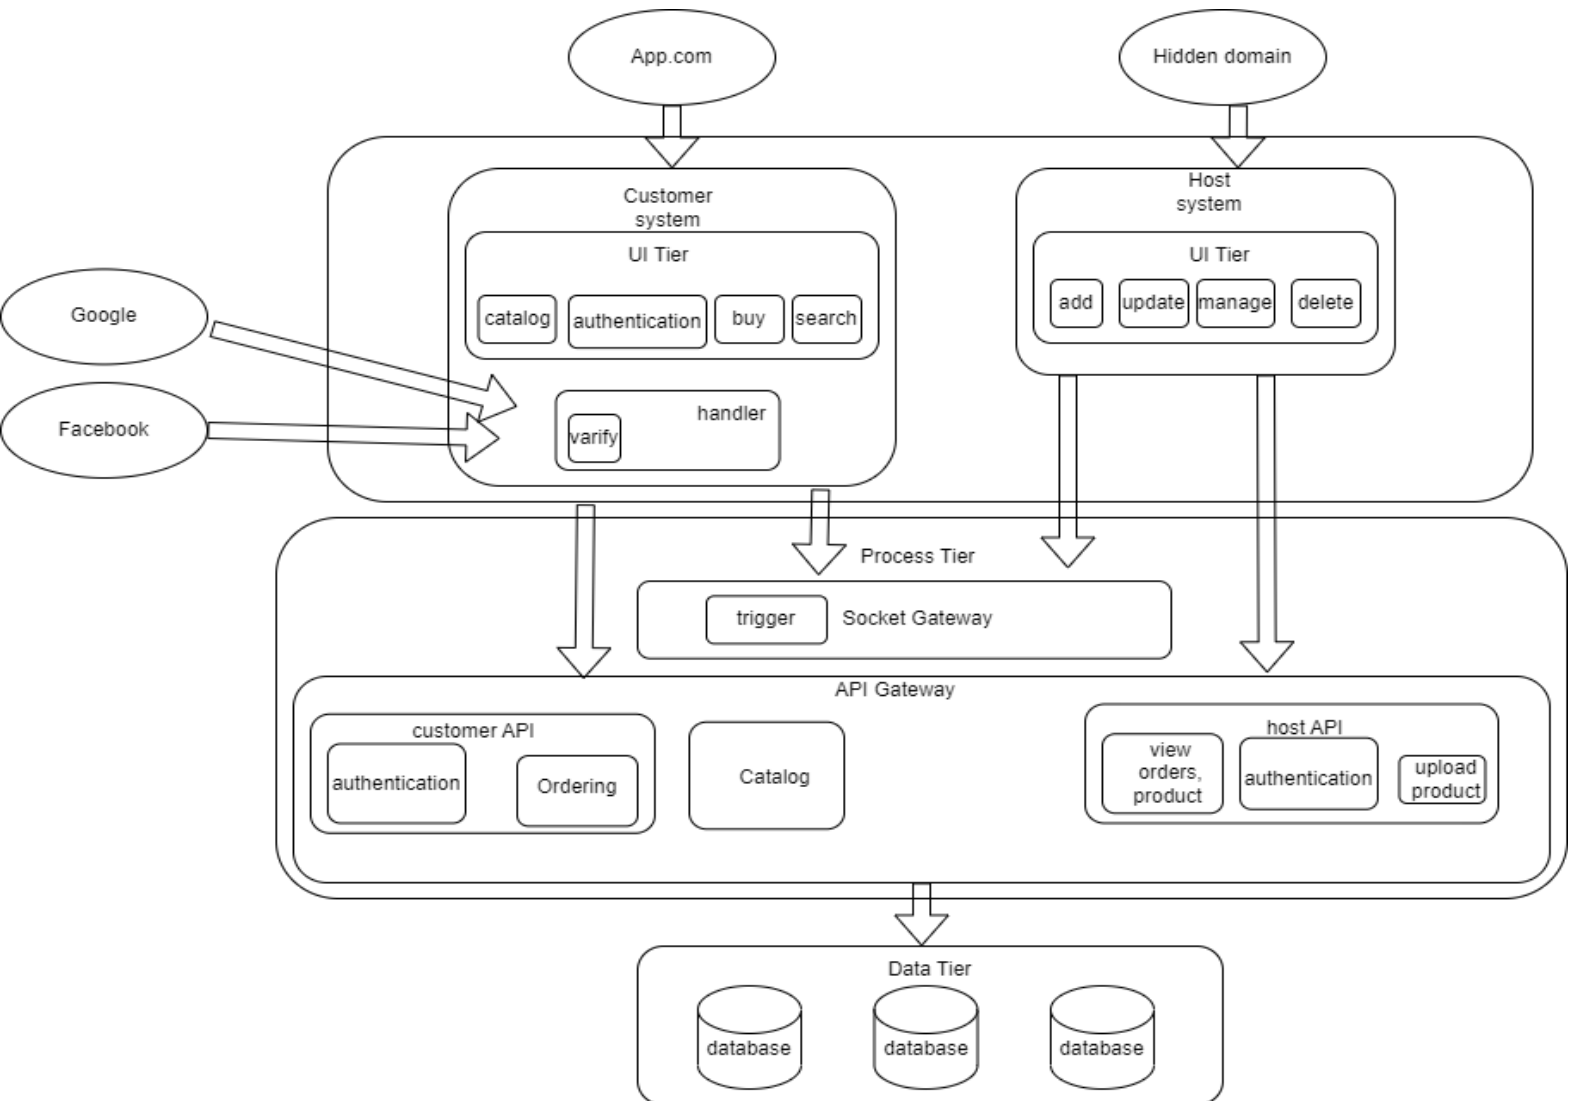 App.com
Hidden domain
Customer
system
Host
system
UI Tier
UI Tier
catalog
authentication
buy
search
add
update
manage
delete
Google
Facebook
handler
varify
Process Tier
trigger
Socket Gateway
API Gateway
customer API
authentication
Ordering
Catalog
host API
view
orders,
product
authentication
upload
product
Data Tier
database
database
database